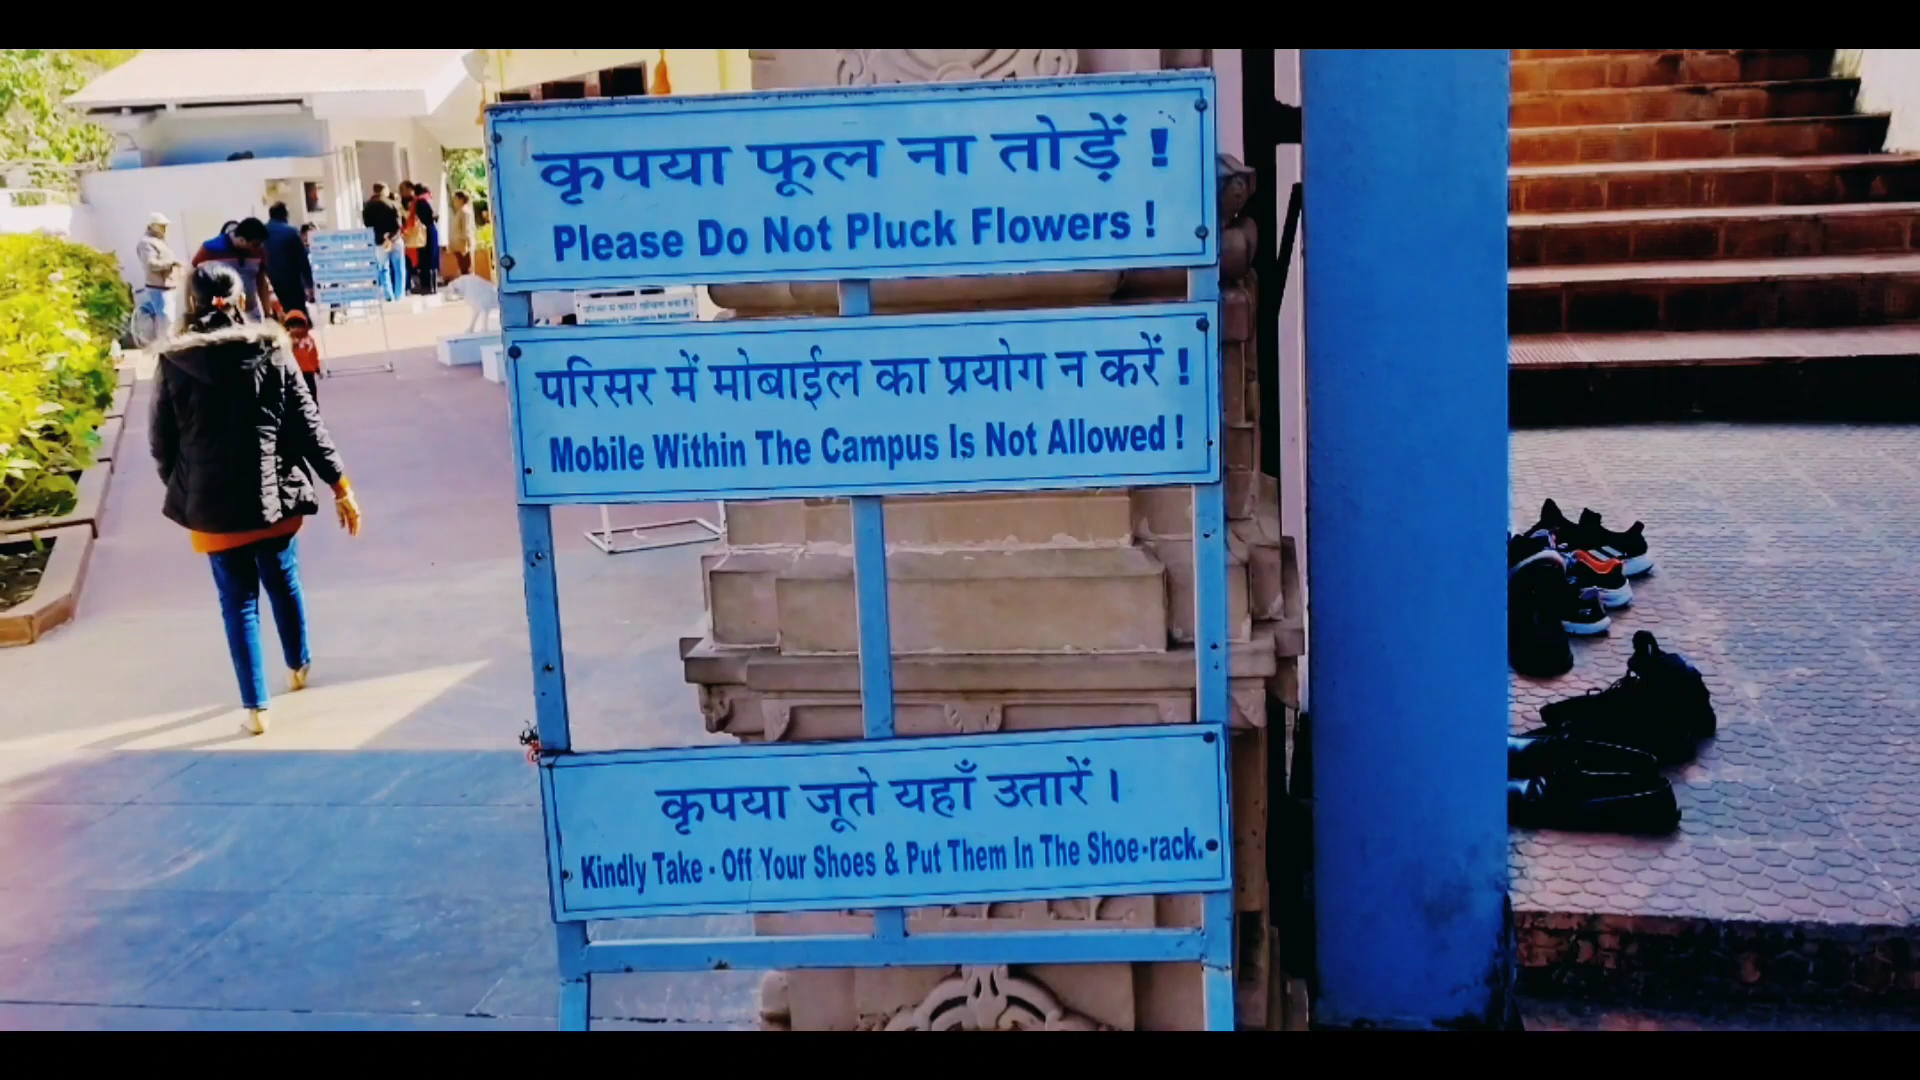 कृपया फूल ना तोड़ें !
Please Do Not Pluck Flowers !
परिसर में मोबाईल का प्रयोग न करें !
Mobile Within The Campus Is Not Allowed !
कृपया जूते यहाँ उतारें ।
Kindly Take - Off Your Shoes & Put Them In The Shoe-rack.